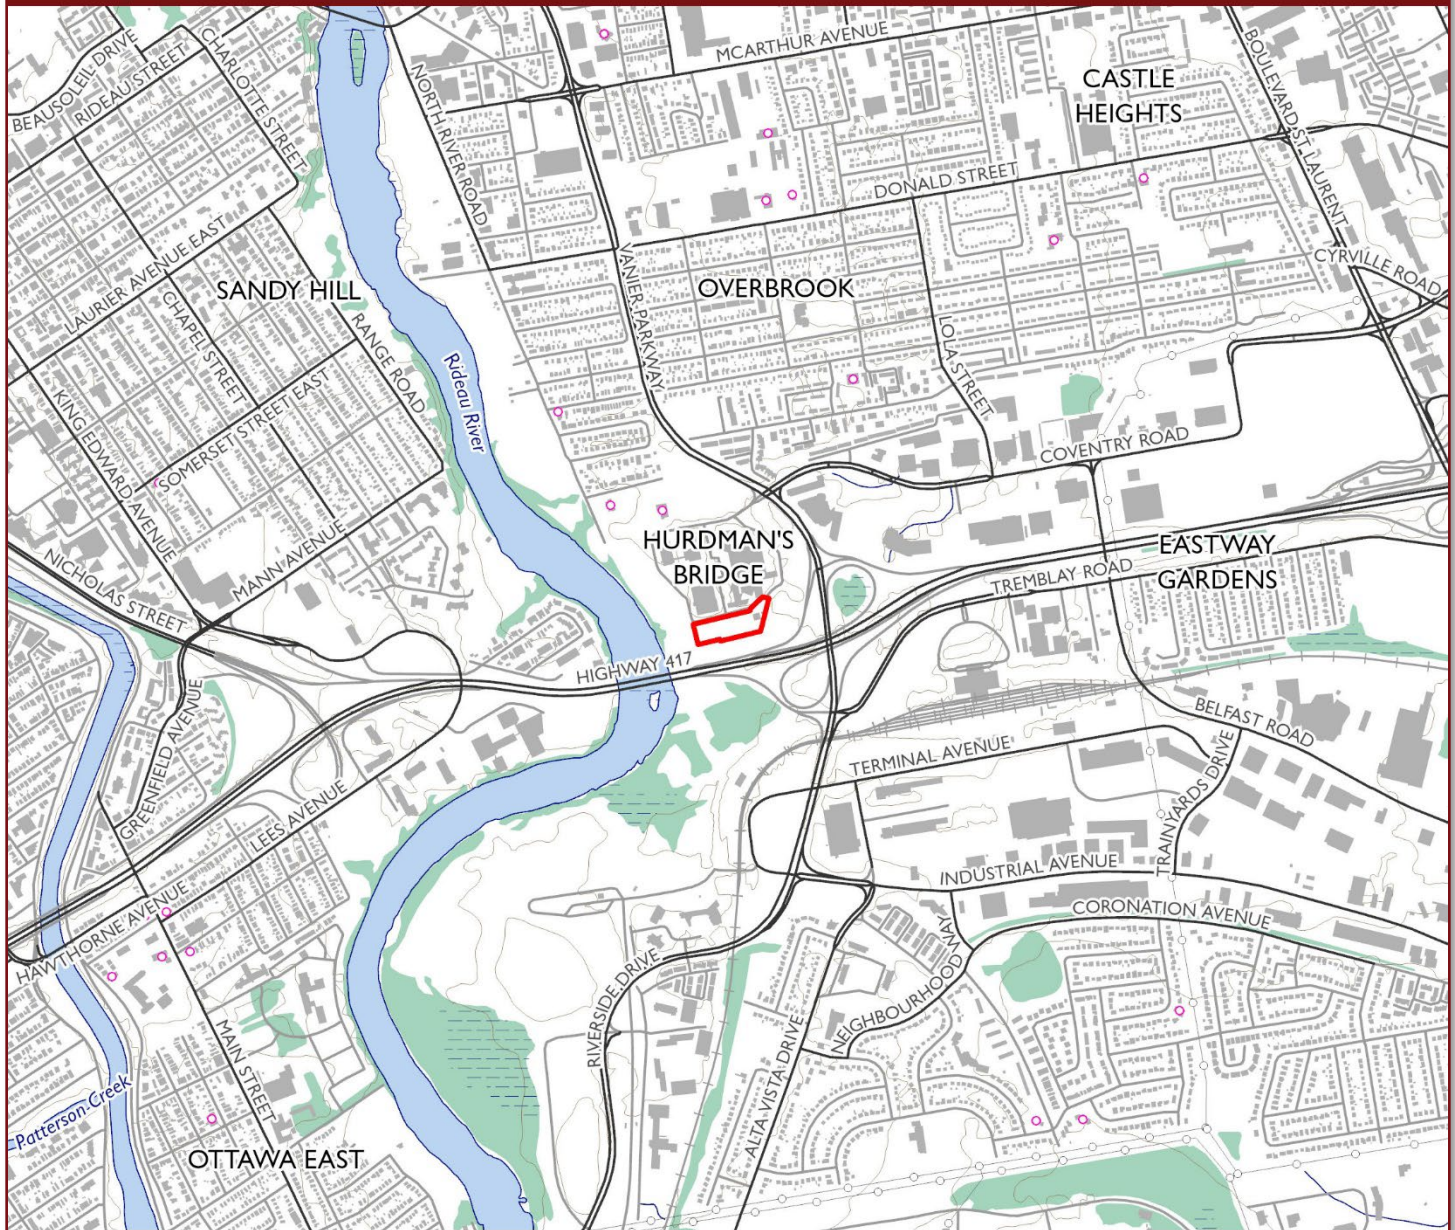 BEAUSOLEIL DRIVE
RIDEAU STREET
CHARLOTTE STREET
NORTH RIVER ROAD
MCARTHUR AVENUE
CASTLE
HEIGHTS
BOULEVARD ST LAURENT
DONALD STREET
LAURIER AVENUE EAST
SANDY HILL
CHAPEL STREET
RANGE ROAD
Rideau River
VANIER PARKWAY
OVERBROOK
LOLA STREET
CYRVILLE ROAD
KING EDWARD AVENUE
SOMERSET STREET EAST
COVENTRY ROAD
NICHOLAS STREET
MANN AVENUE
HURDMAN'S
BRIDGE
EASTWAY
GARDENS
TREMBLAY ROAD
HIGHWAY 417
GREENFIELD AVENUE
BELFAST ROAD
TERMINAL AVENUE
TRAINYARDS DRIVE
LEES AVENUE
INDUSTRIAL AVENUE
HAWTHORNE AVENUE
CORONATION AVENUE
MAIN STREET
RIVERSIDE DRIVE
NEIGHBOURHOOD WAY
ALTA VISTA DRIVE
Patterson Creek
OTTAWA EAST